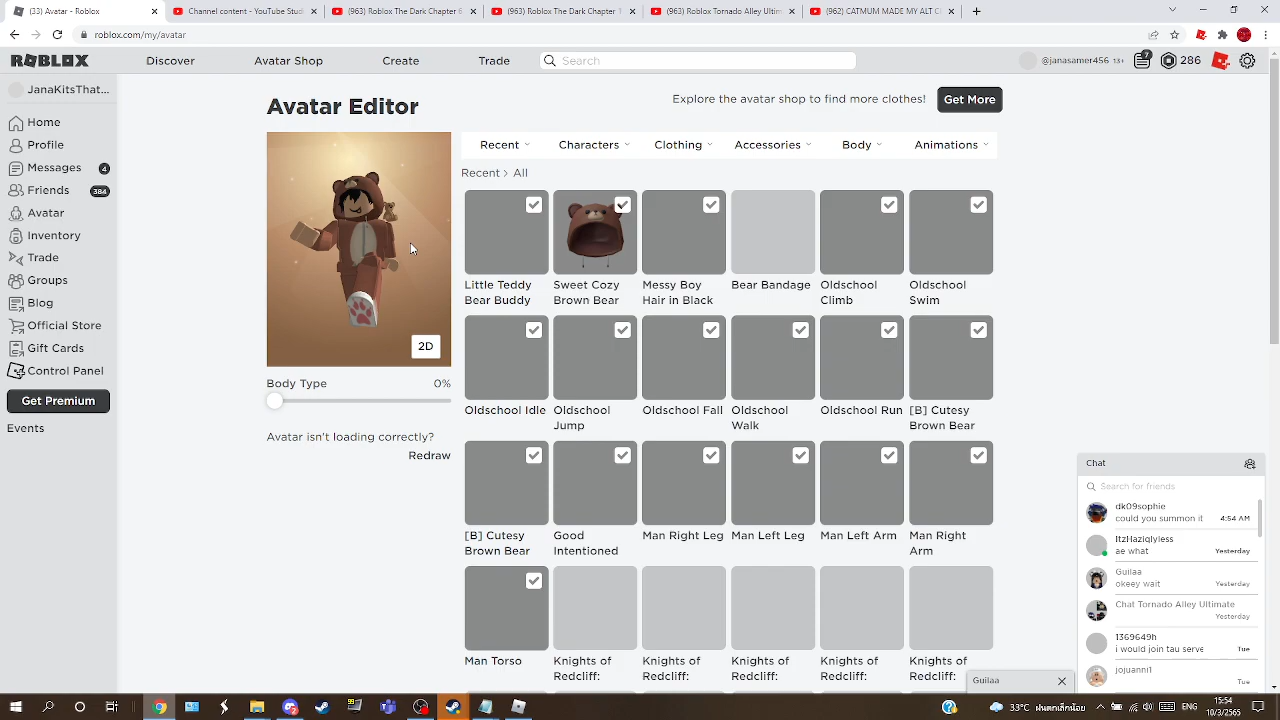 (33) Avatar - Roblox
Channel content - YouTube Studi
(963) Roblox The Dark Chapter 6
(963) Roblox The Dark Chapter 1
(963) Roblox Tornado Alley Ultim
(962) CATMUM MADE MY ALT C
roblox.com/my/avatar
ROBLOX
Discover
Avatar Shop
Create
Trade
Search
@janasamer456 13+
7
286
JanaKitsThat...
Home
Profile
Messages 4
Friends 384
Avatar
Inventory
Trade
Groups
Blog
Official Store
Gift Cards
Control Panel
Get Premium
Events
Avatar Editor
Explore the avatar shop to find more clothes!
Get More
2D
Body Type 0%
Avatar isn't loading correctly?
Redraw
Recent
Characters
Clothing
Accessories
Body
Animations
Recent > All
Little Teddy Bear Buddy
Sweet Cozy Brown Bear
Messy Boy Hair in Black
Bear Bandage
Oldschool Climb
Oldschool Swim
Oldschool Idle
Oldschool Jump
Oldschool Fall
Oldschool Walk
Oldschool Run
[B] Cutesy Brown Bear
[B] Cutesy Brown Bear
Good Intentioned
Man Right Leg
Man Left Leg
Man Left Arm
Man Right Arm
Man Torso
Knights of Redcliff:
Knights of Redcliff:
Knights of Redcliff:
Knights of Redcliff:
Knights of Redcliff:
Chat
Search for friends
dk09sophie
could you summon it 4:54 AM
ItzHaziqlyless
ae what Yesterday
Guilaa
okeey wait Yesterday
Chat Tornado Alley Ultimate
Yesterday
1369649h
i would join tau serve Tue
jojuanni1
Tue
Guilaa
33°C
15:54
10/3/2565